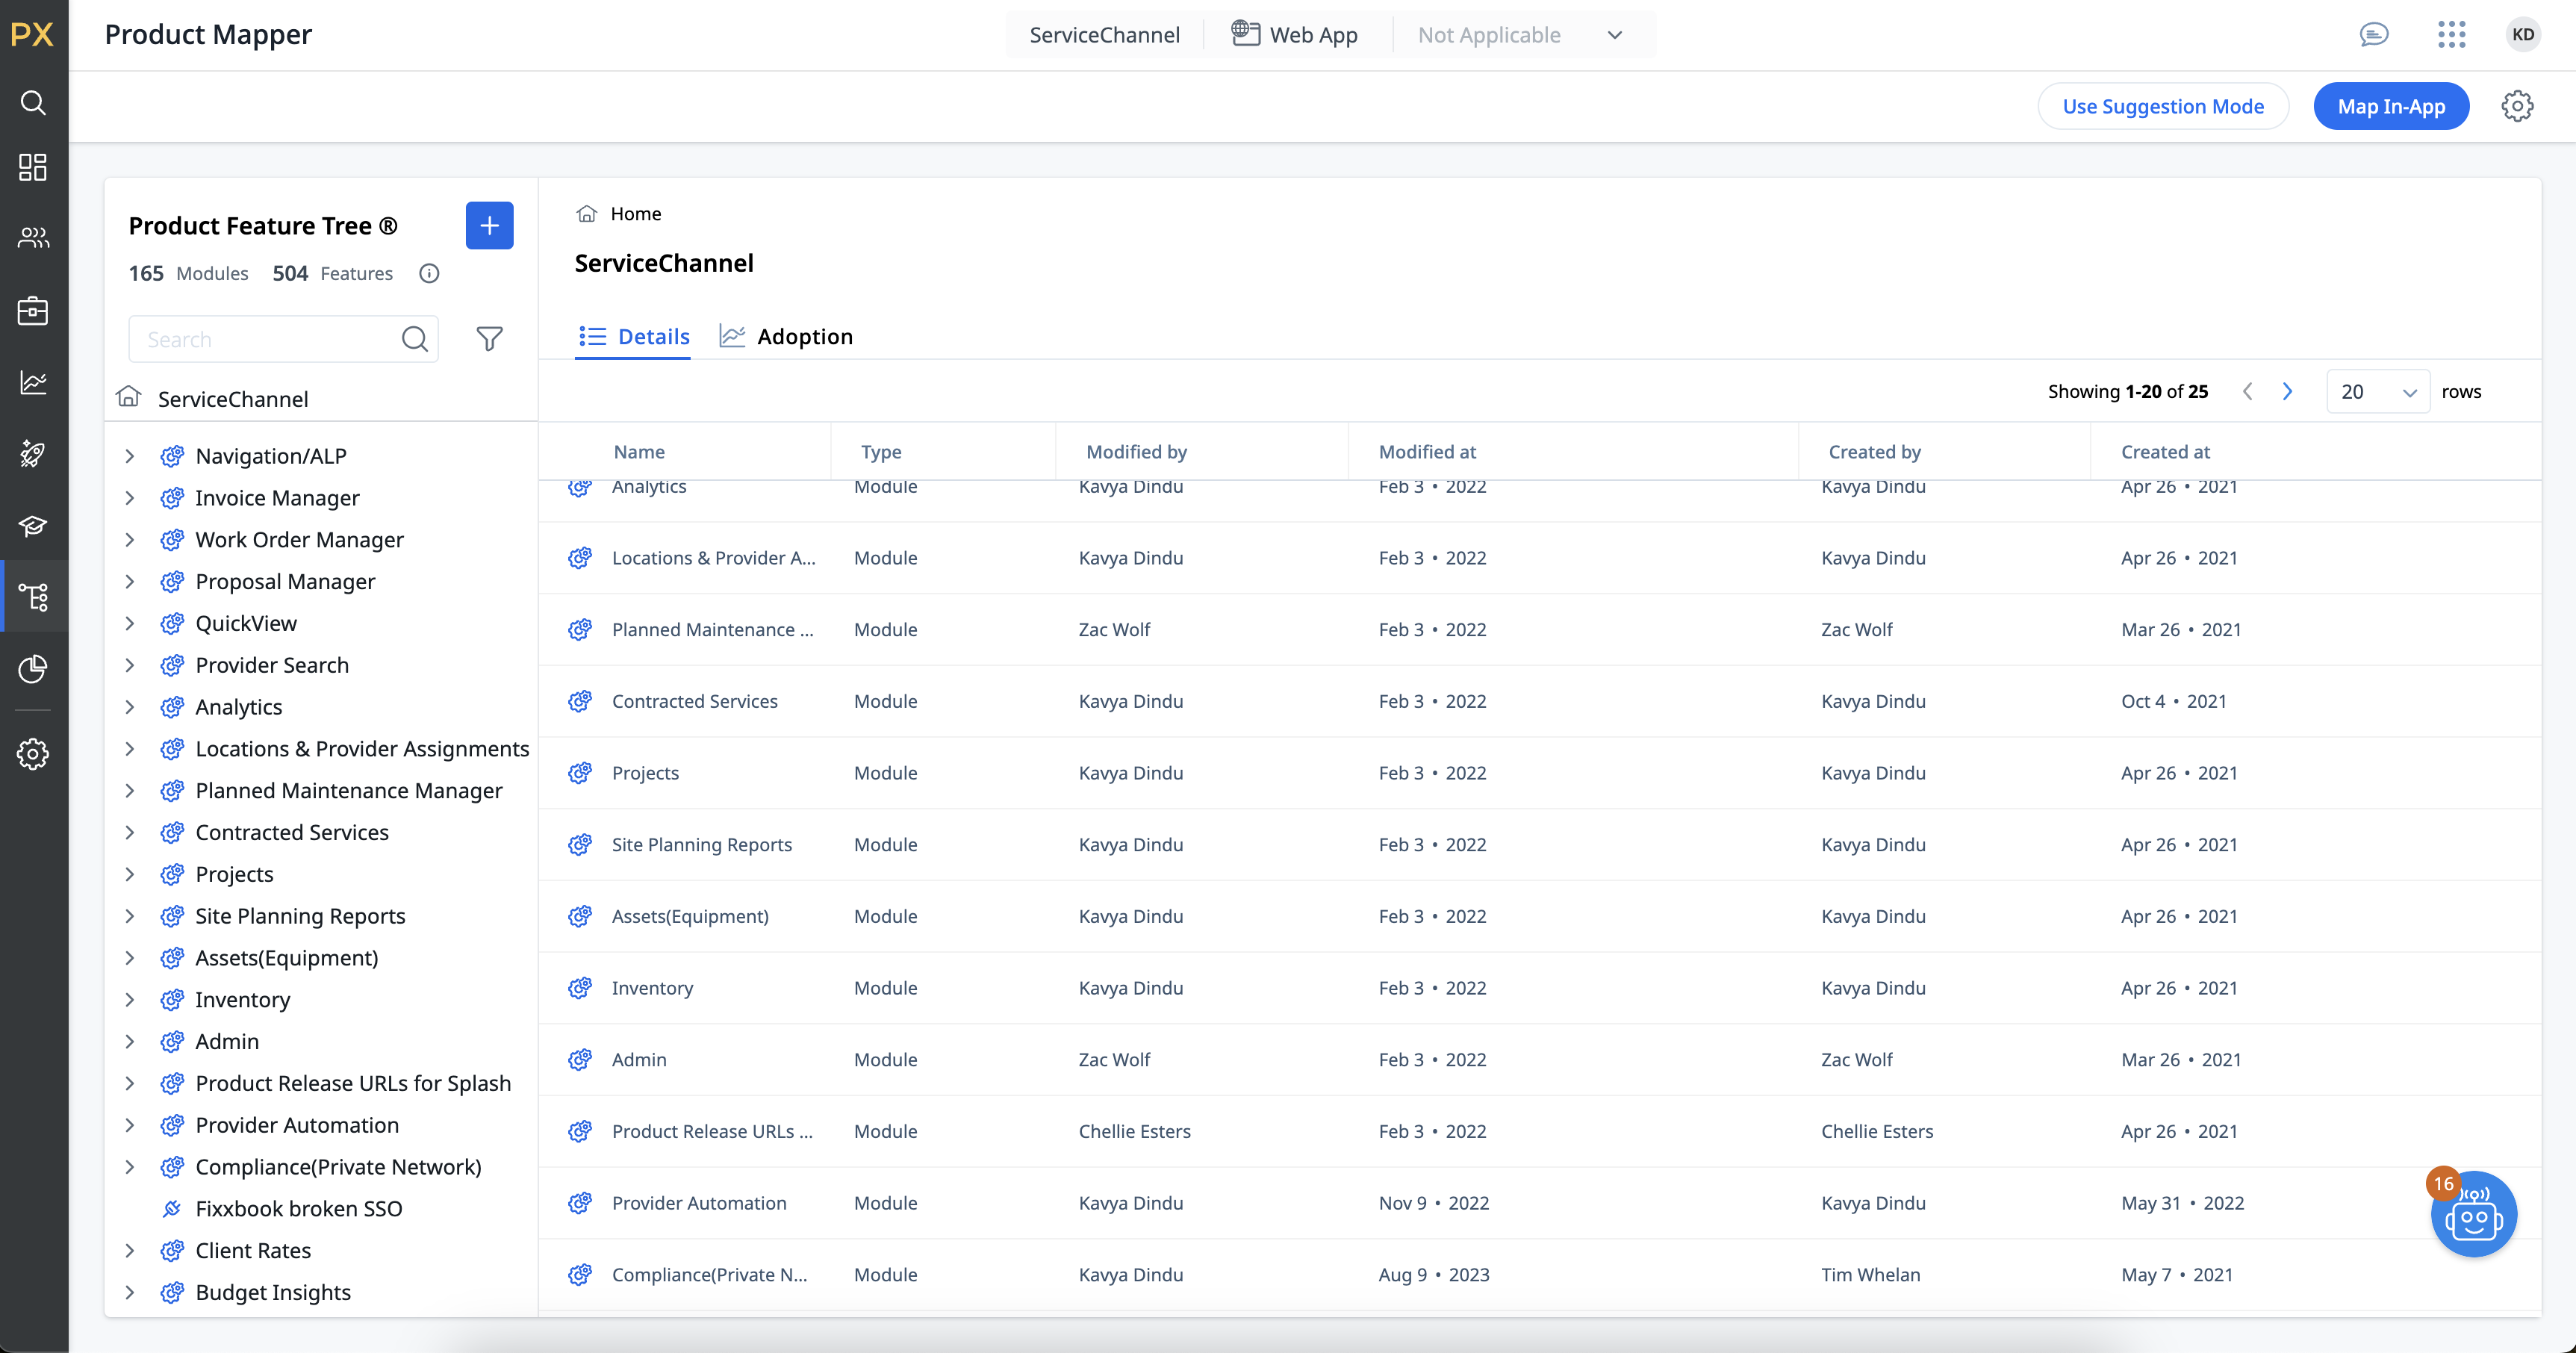 PX
Product Mapper
ServiceChannel
Web App
Not Applicable
KD
Use Suggestion Mode
Map In-App
Product Feature Tree ®
165 Modules 504 Features
Search
ServiceChannel
Navigation/ALP
Invoice Manager
Work Order Manager
Proposal Manager
QuickView
Provider Search
Analytics
Locations & Provider Assignments
Planned Maintenance Manager
Contracted Services
Projects
Site Planning Reports
Assets(Equipment)
Inventory
Admin
Product Release URLs for Splash
Provider Automation
Compliance(Private Network)
Fixxbook broken SSO
Client Rates
Budget Insights
Home
ServiceChannel
Details
Adoption
Showing 1-20 of 25
20 rows
Name Type Modified by Modified at Created by Created at
Analytics Module Kavya Dindu Feb 3 • 2022 Kavya Dindu Apr 26 • 2021
Locations & Provider A... Module Kavya Dindu Feb 3 • 2022 Kavya Dindu Apr 26 • 2021
Planned Maintenance ... Module Zac Wolf Feb 3 • 2022 Zac Wolf Mar 26 • 2021
Contracted Services Module Kavya Dindu Feb 3 • 2022 Kavya Dindu Oct 4 • 2021
Projects Module Kavya Dindu Feb 3 • 2022 Kavya Dindu Apr 26 • 2021
Site Planning Reports Module Kavya Dindu Feb 3 • 2022 Kavya Dindu Apr 26 • 2021
Assets(Equipment) Module Kavya Dindu Feb 3 • 2022 Kavya Dindu Apr 26 • 2021
Inventory Module Kavya Dindu Feb 3 • 2022 Kavya Dindu Apr 26 • 2021
Admin Module Zac Wolf Feb 3 • 2022 Zac Wolf Mar 26 • 2021
Product Release URLs ... Module Chellie Esters Feb 3 • 2022 Chellie Esters Apr 26 • 2021
Provider Automation Module Kavya Dindu Nov 9 • 2022 Kavya Dindu May 31 • 2022
Compliance(Private N... Module Kavya Dindu Aug 9 • 2023 Tim Whelan May 7 • 2021
16